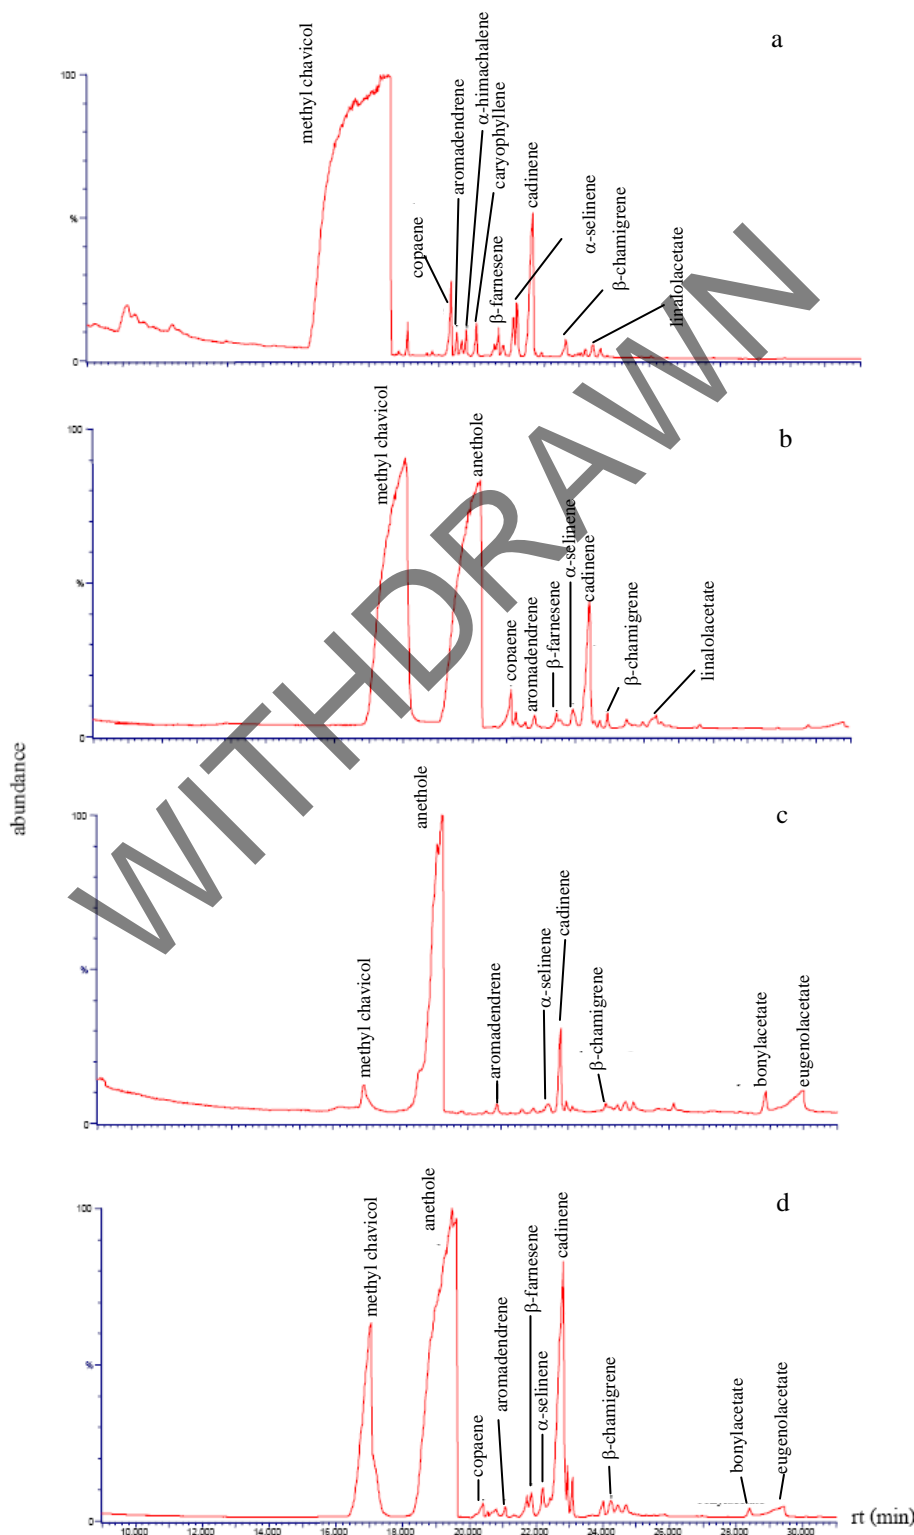 a
methyl chavicol
copaene
aromadendrene
α-himachalene
caryophyllene
β-farnesene
cadinene
α-selinene
β-chamigrene
linalolacetate
100
%
0
b
methyl chavicol
anethole
copaene
aromadendrene
β-farnesene
α-selinene
cadinene
β-chamigrene
linalolacetate
100
%
0
abundance
c
anethole
methyl chavicol
aromadendrene
α-selinene
cadinene
β-chamigrene
bonylacetate
eugenolacetate
100
%
0
d
methyl chavicol
anethole
copaene
aromadendrene
β-farnesene
α-selinene
cadinene
β-chamigrene
bonylacetate
eugenolacetate
100
%
0
10.000 12.000 14.000 16.000 18.000 20.000 22.000 24.000 26.000 28.000 30.000
rt (min)
WITHDRAWN